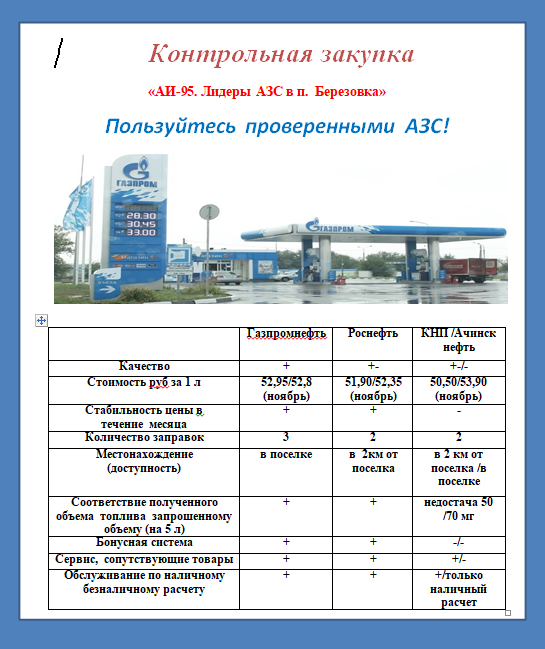 Контрольная закупка
«АИ-95. Лидеры АЗС в п. Березовка»
Пользуйтесь проверенными АЗС!
ГАЗПРОМ
28.30
30.45
33.00
ГАЗПРОМ
Газпромнефть Роснефть КНП /Ачинск
нефть
Качество + +- +-/-
Стоимость руб за 1 л 52,95/52,8 51,90/52,35 50,50/53,90
(ноябрь) (ноябрь) (ноябрь)
Стабильность цены в + + -
течение месяца
Количество заправок 3 2 2
Местонахождение в поселке в 2км от в 2 км от
(доступность) поселка поселка /в
поселке
Соответствие полученного + + недостача 50
объема топлива запрошенному /70 мг
объему (на 5 л)
Бонусная система + + -/-
Сервис, сопутствующие товары + + +/-
Обслуживание по наличному + + +/только
безналичному расчету наличный
расчет